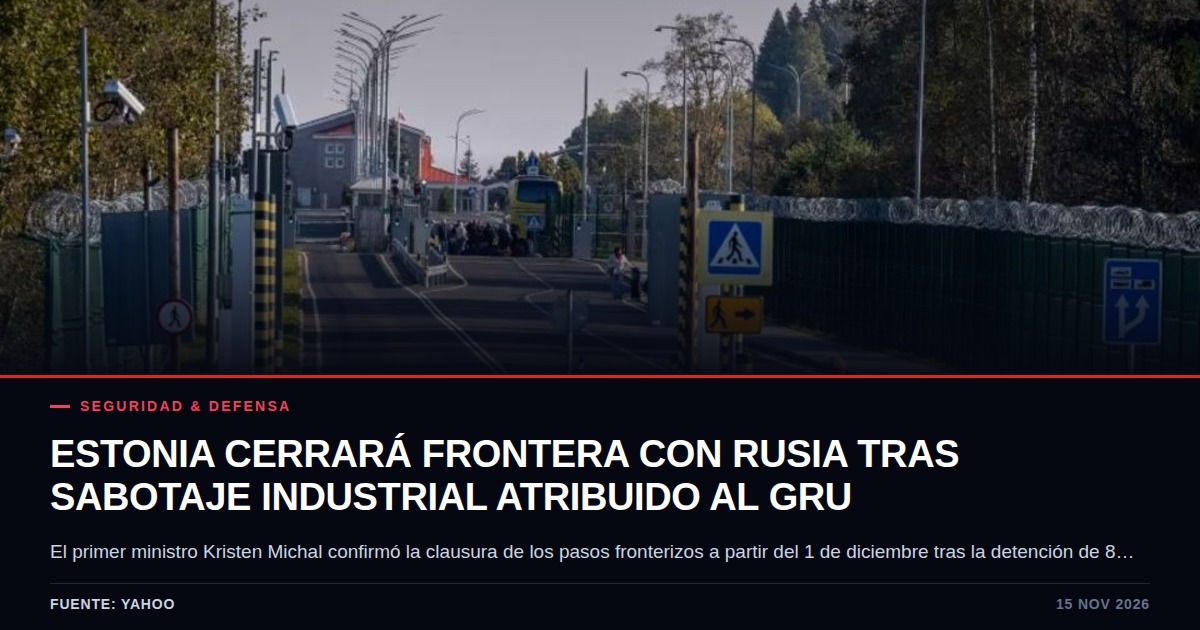 SEGURIDAD & DEFENSA
ESTONIA CERRARÁ FRONTERA CON RUSIA TRAS
SABOTAJE INDUSTRIAL ATRIBUIDO AL GRU
El primer ministro Kristen Michal confirmó la clausura de los pasos fronterizos a partir del 1 de diciembre tras la detención de 8…
FUENTE: YAHOO
15 NOV 2026